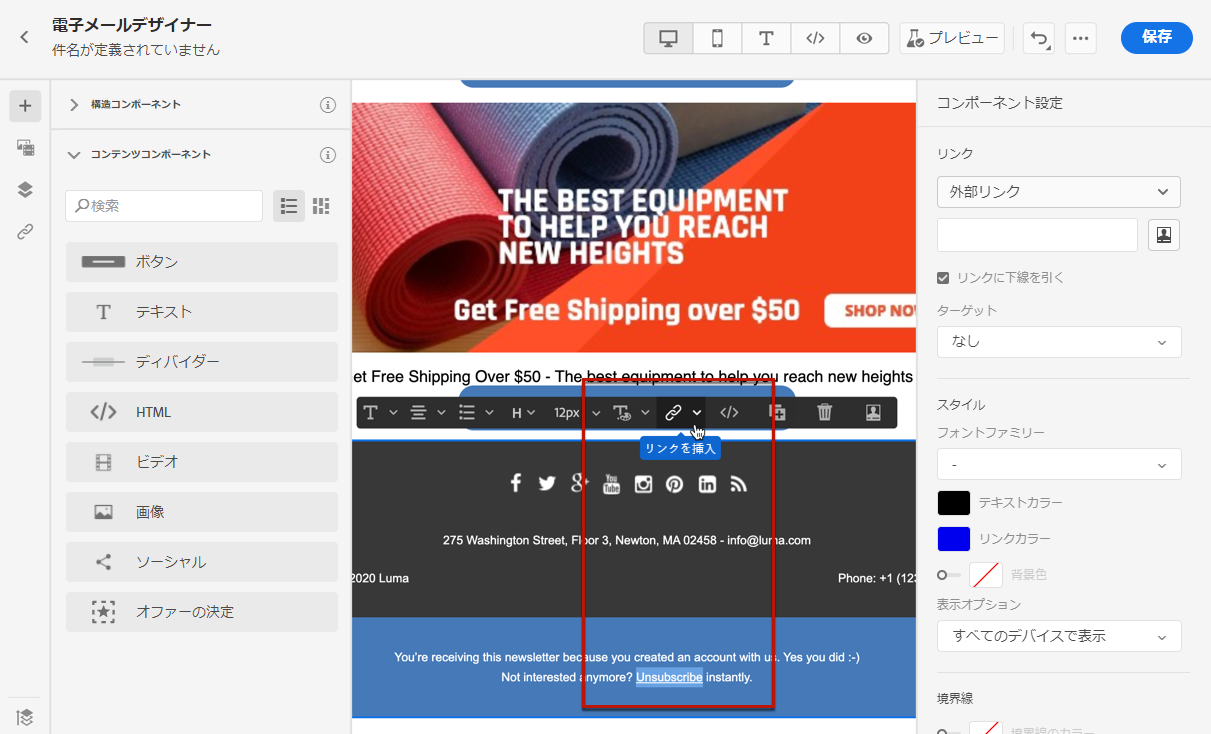 電子メールデザイナー
件名が定義されていません
プレビュー
保存
構造コンポーネント
コンテンツコンポーネント
検索
ボタン
テキスト
ディバイダー
HTML
ビデオ
画像
ソーシャル
オファーの決定
THE BEST EQUIPMENT
TO HELP YOU REACH
NEW HEIGHTS
Get Free Shipping over $50
SHOP NOW
et Free Shipping Over $50 - The best equipment to help you reach new heights
12px
リンクを挿入
275 Washington Street, Floor 3, Newton, MA 02458 - info@luma.com
2020 Luma
Phone: +1 (123
You're receiving this newsletter because you created an account with us. Yes you did :-)
Not interested anymore? Unsubscribe instantly.
コンポーネント設定
リンク
外部リンク
リンクに下線を引く
ターゲット
なし
スタイル
フォントファミリー
-
テキストカラー
リンクカラー
背景色
表示オプション
すべてのデバイスで表示
境界線
境界線のカラー